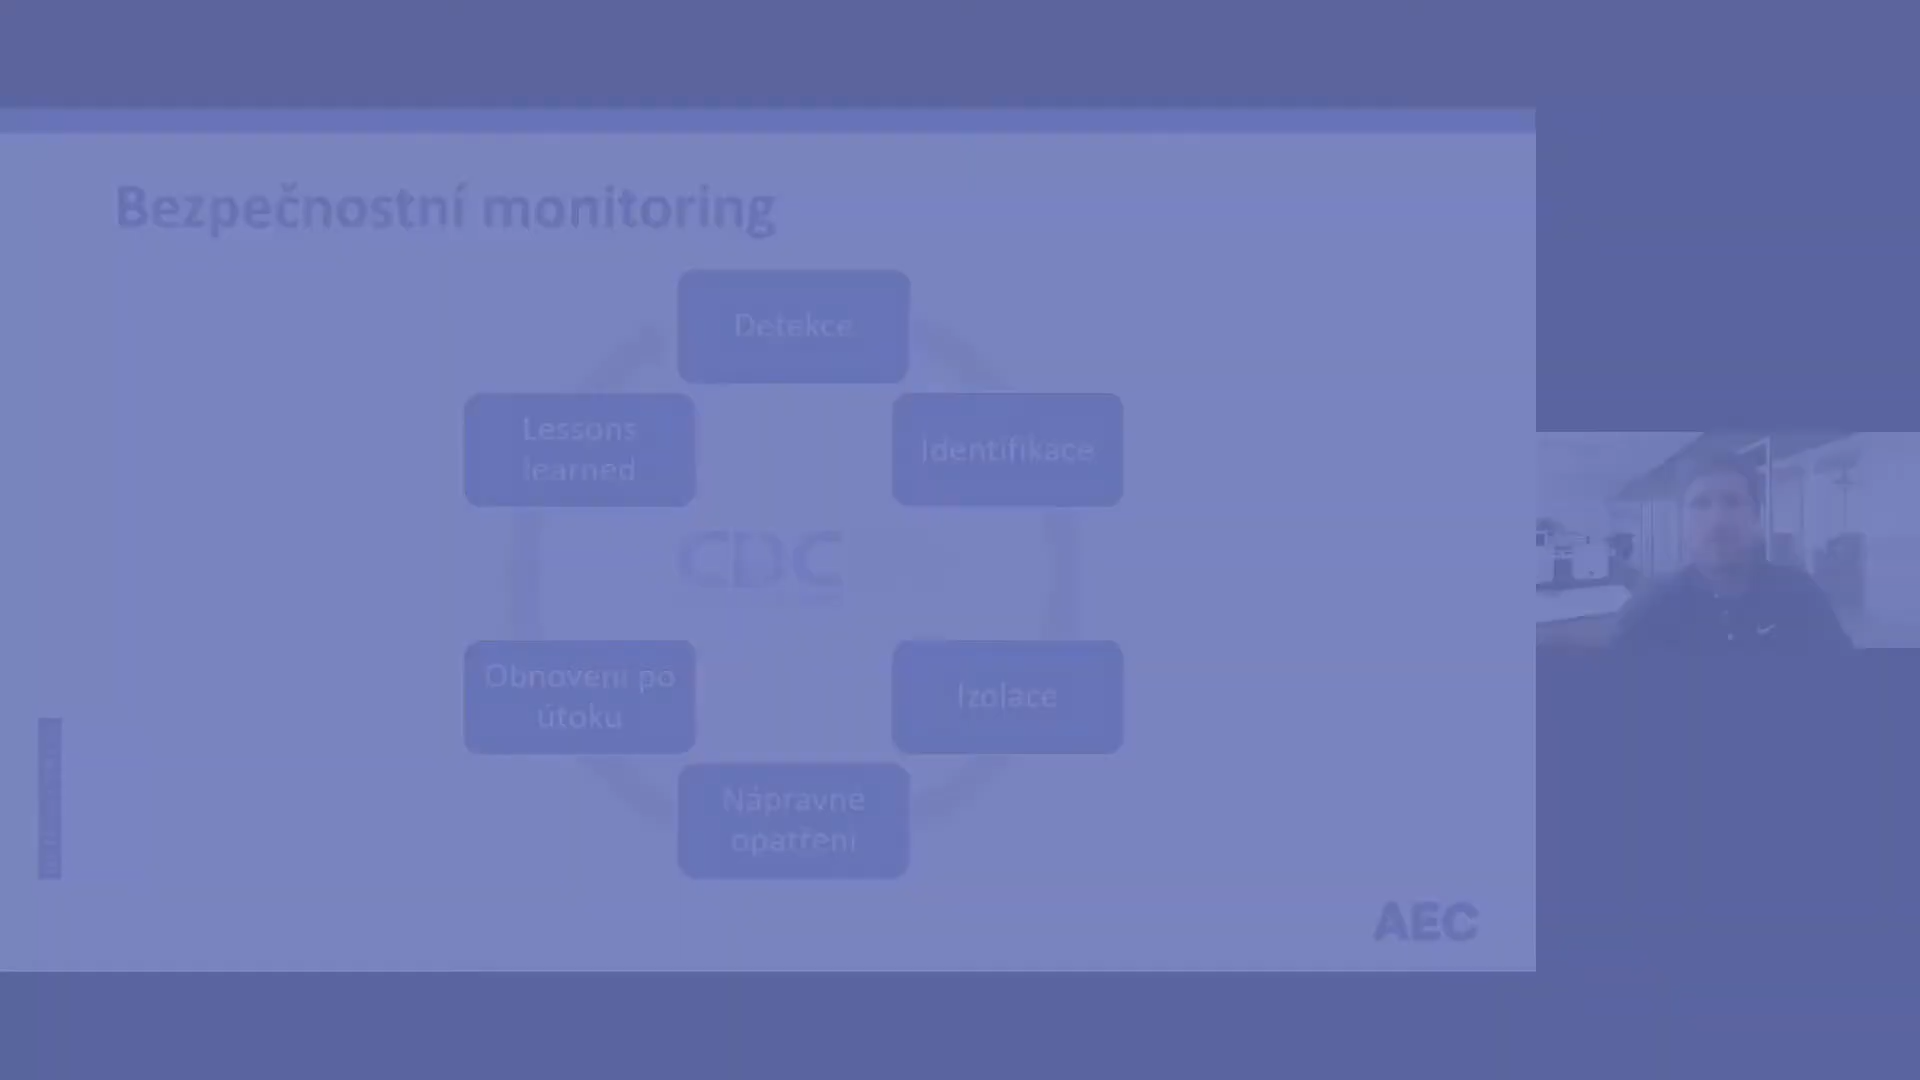 Bezpečnostní monitoring
Detekce
Lessons
learned
Identifikace
CDC
Obnovení po
útoku
Izolace
Nápravné
opatření
AEC